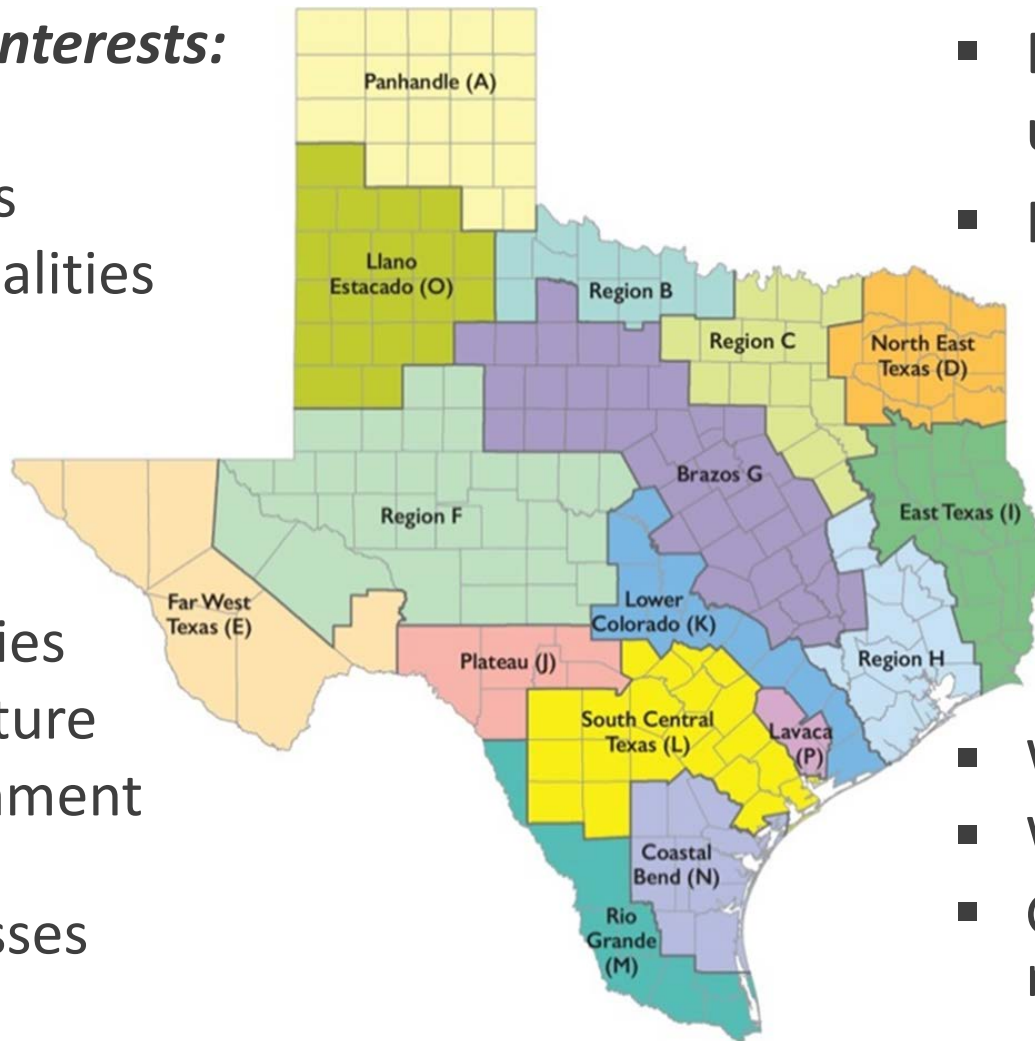 nterests:
s
alities
ies
ture
ment
sses
Panhandle (A)
Llano
Estacado (O)
Region B
Region C
North East
Texas (D)
Brazos G
East Texas (I)
Region F
Far West
Texas (E)
Lower
Colorado (K)
Region H
Plateau (J)
South Central
Texas (L)
Lavaca
(P)
Coastal
Bend (N)
Rio
Grande
(M)